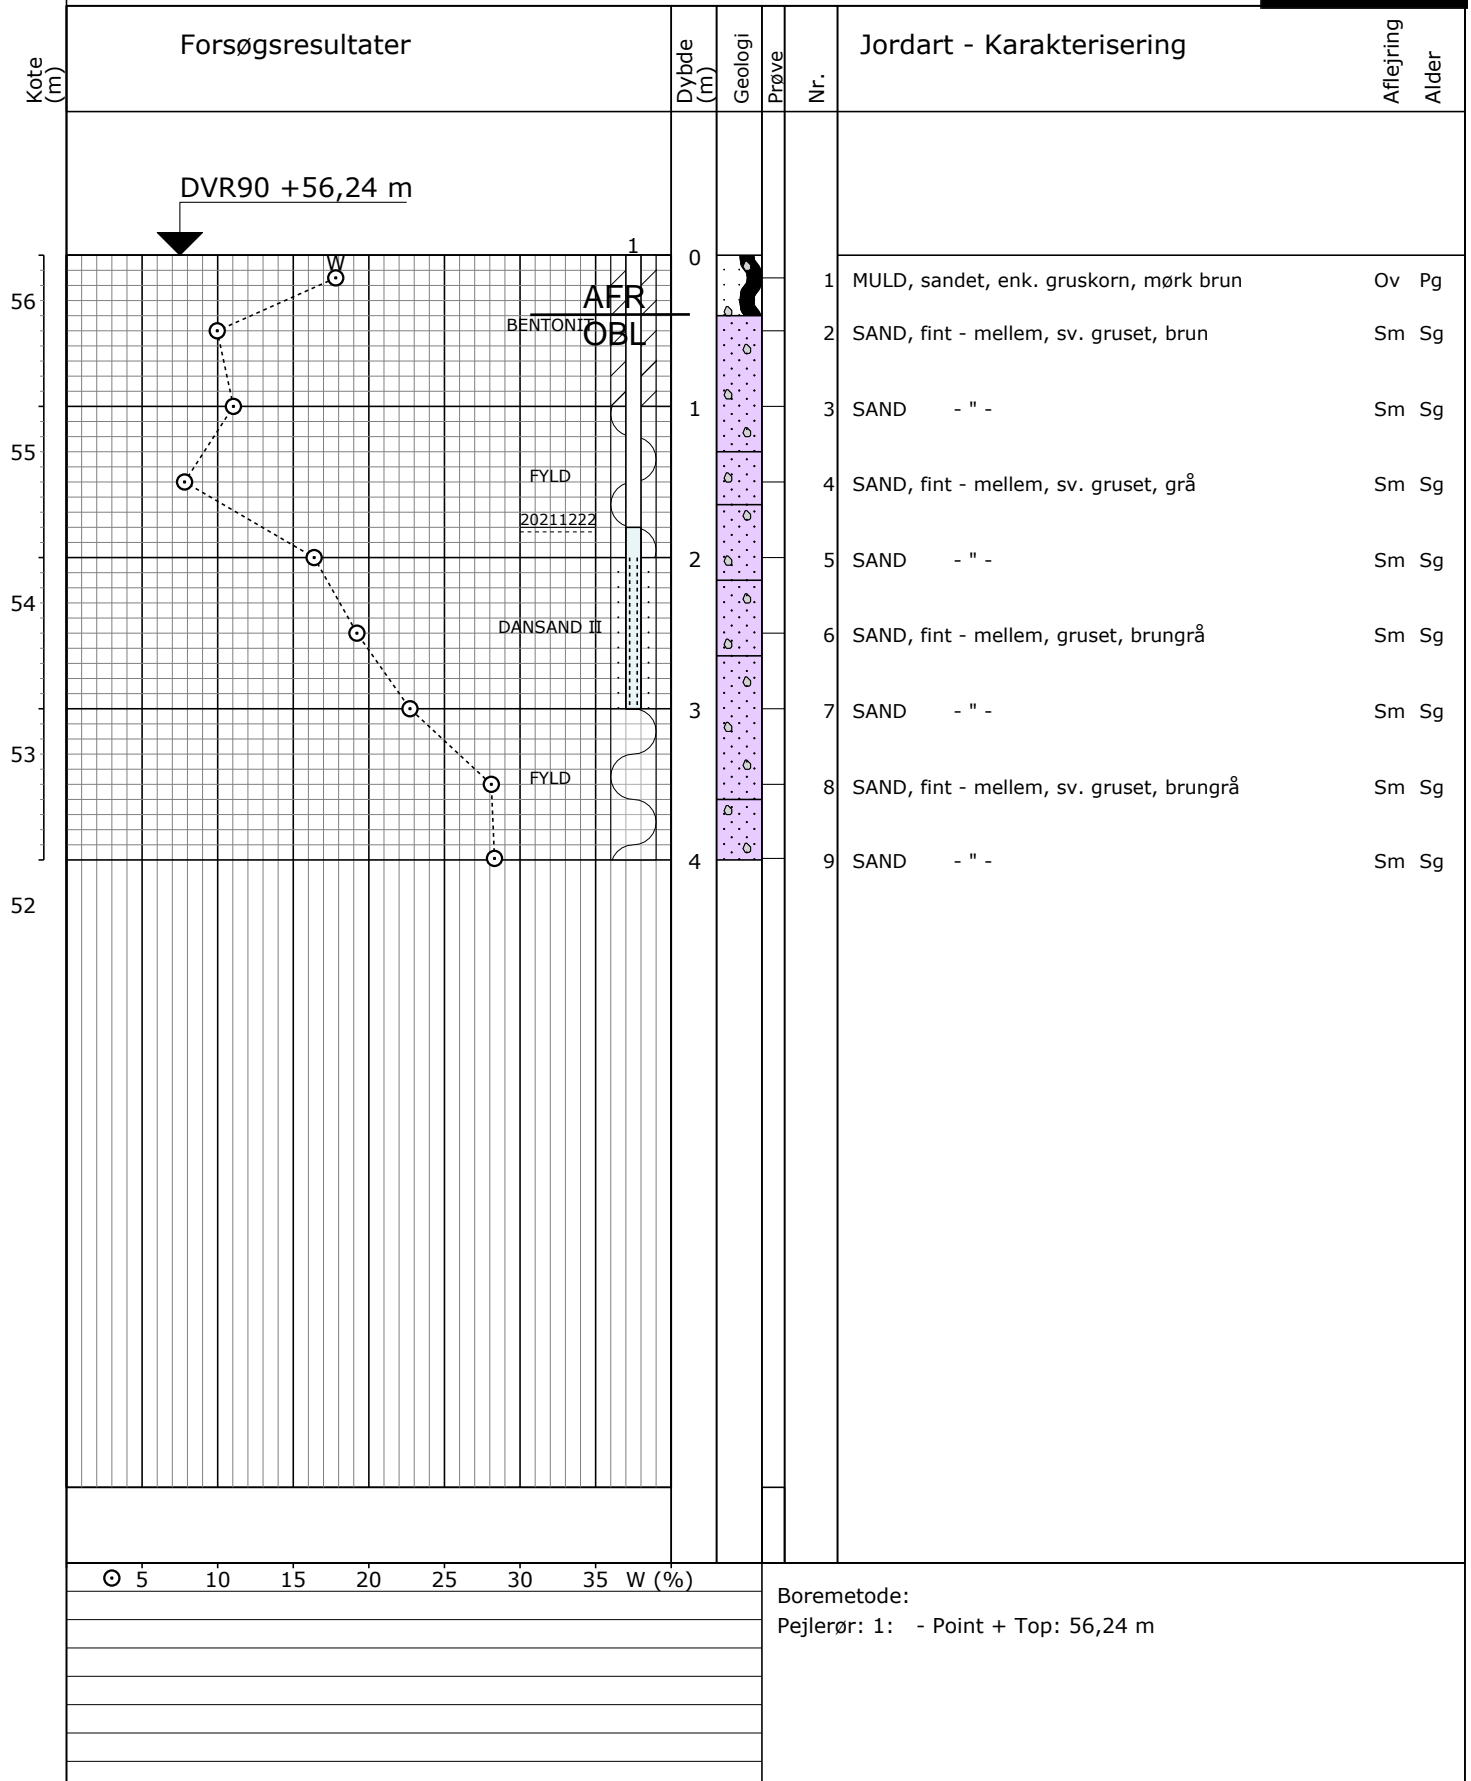 Kote (m)
Forsøgsresultater
Dybde (m)
Geologi
Prøve
Nr.
Jordart - Karakterisering
Aflejring
Alder
DVR90 +56,24 m
1
W
0
1 MULD, sandet, enk. gruskorn, mørk brun Ov Pg
56
AFR
BENTONIT
OBL
2 SAND, fint - mellem, sv. gruset, brun Sm Sg
1
3 SAND - " - Sm Sg
55
FYLD
4 SAND, fint - mellem, sv. gruset, grå Sm Sg
20211222
2
5 SAND - " - Sm Sg
54
DANSAND II
6 SAND, fint - mellem, gruset, brungrå Sm Sg
3
7 SAND - " - Sm Sg
53
FYLD
8 SAND, fint - mellem, sv. gruset, brungrå Sm Sg
4
9 SAND - " - Sm Sg
52
5 10 15 20 25 30 35 W (%)
Boremetode:
Pejlerør: 1: - Point + Top: 56,24 m